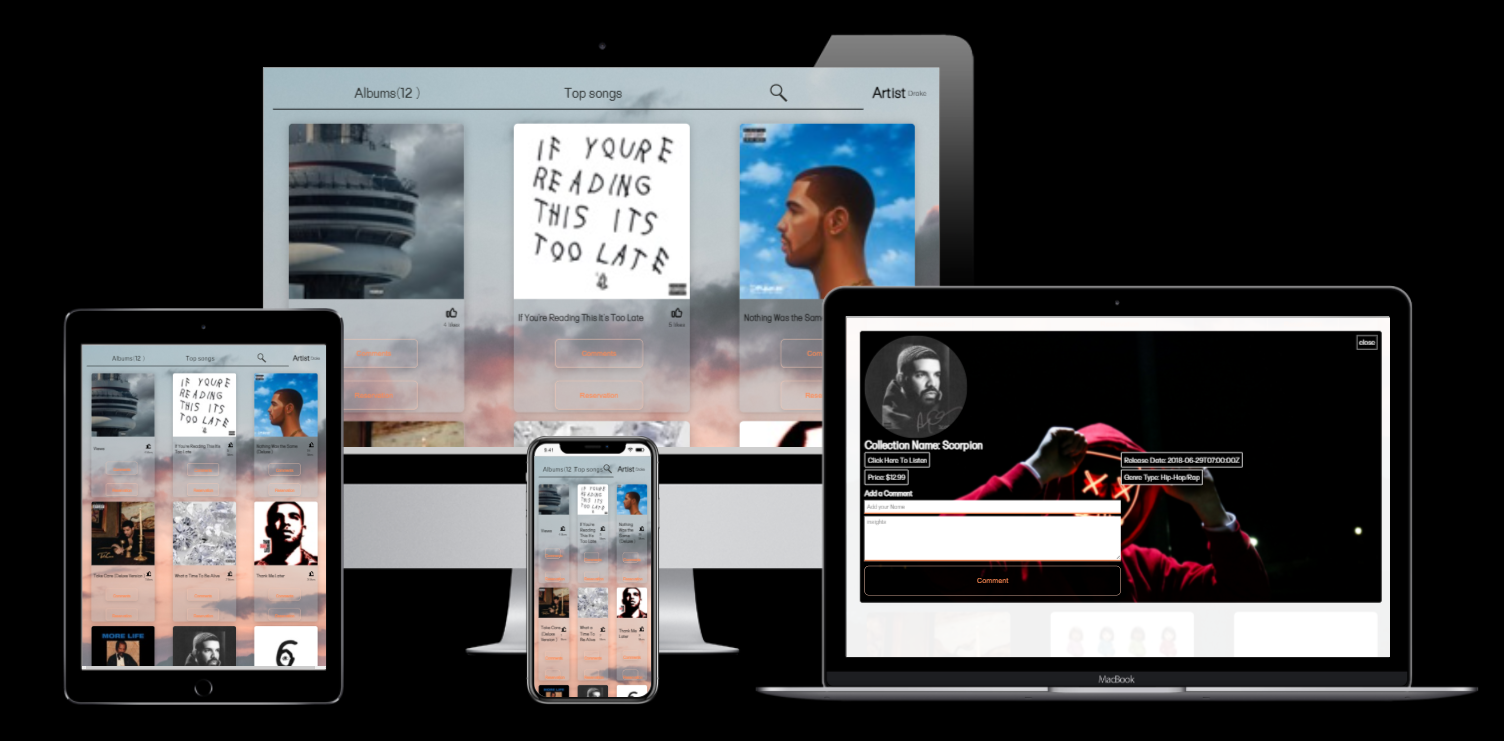 Albums(12 )
Top songs
Artist Drake
IF YOURE
READING
THIS ITS
TOO LATE
1 likes
If You're Reading This It's Too Late
5 likes
Nothing Was the Same
Comments
Comments
Reservation
Albums(12 )
Top songs
Artist Drake
IF YOURE
READING
THIS ITS
TOO LATE
Views
If You're Reading This It's
Too Late
Nothing Was the Same
(Deluxe)
Take Care (Deluxe Version)
What a Time To Be Alive
Thank Me Later
MORE LIFE
6
9:41
Albums(12
Top songs
Artist Drake
Views
If You're
Reading
This It's
Too Late
Nothing
Was the
Same
(Deluxe)
Take Care
(Deluxe
Version)
What a
Time To
Be Alive
Thank Me
Later
close
Collection Name: Scorpion
Click Here To Listen
Release Date: 2018-06-29T07:00:00Z
Price: $12.99
Genre Type: Hip-Hop/Rap
Add a Comment
Add your Name
insights
Comment
MacBook